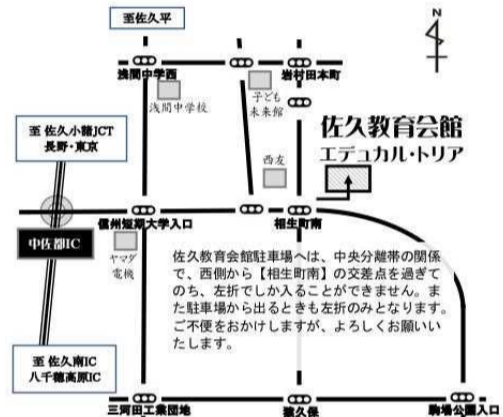 至佐久平
N
浅間中学西
岩村田本町
浅間中学校
子ども
未来館
佐久教育会館
エデュカル・トリア
至 佐久小諸JCT
長野・東京
西友
信州短期大学入口
相生町南
中佐都IC
ヤマダ
電機
佐久教育会館駐車場へは、中央分離帯の関係
で、西側から【相生町南】の交差点を過ぎて
のち、左折でしか入ることができません。ま
た駐車場から出るときも左折のみとなります。
ご不便をおかけしますが、よろしくお願いい
たします。
至 佐久南IC
八千穂高原IC
三河田工業団地
猿久保
駒場公園入口